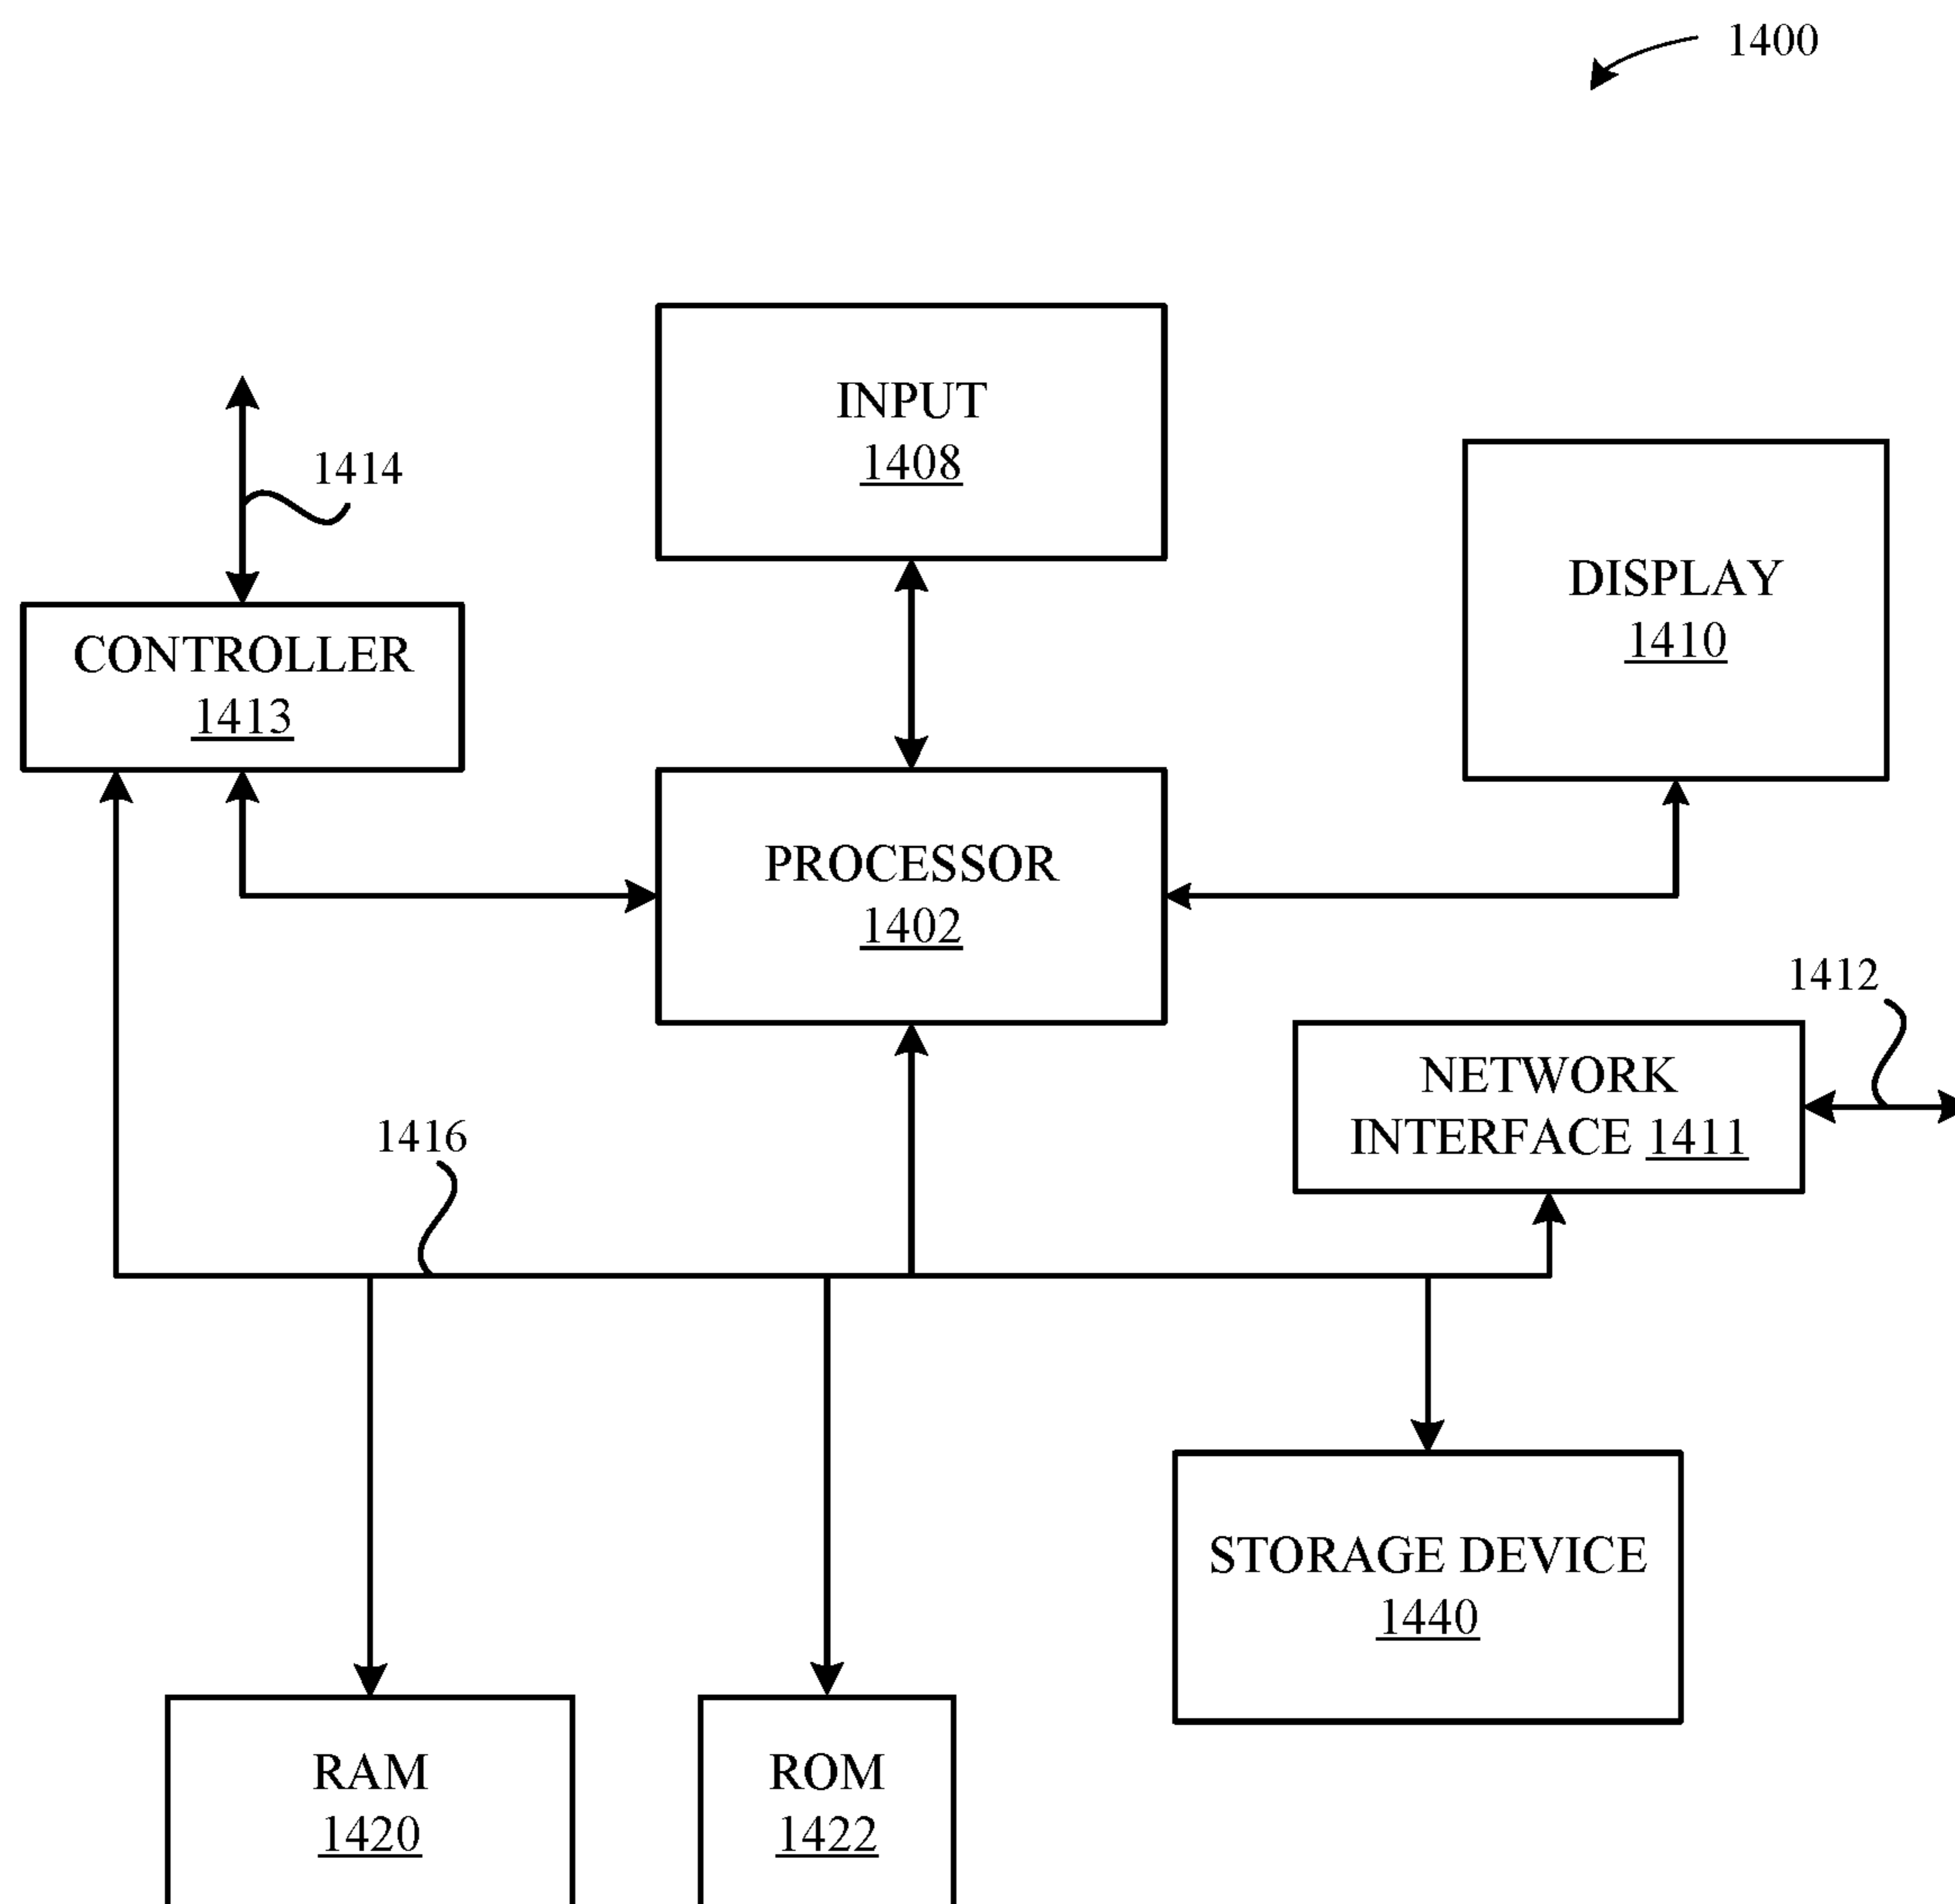 1400
INPUT
1408
1414
DISPLAY
1410
CONTROLLER
1413
PROCESSOR
1402
1412
NETWORK
INTERFACE 1411
1416
STORAGE DEVICE
1440
RAM
1420
ROM
1422